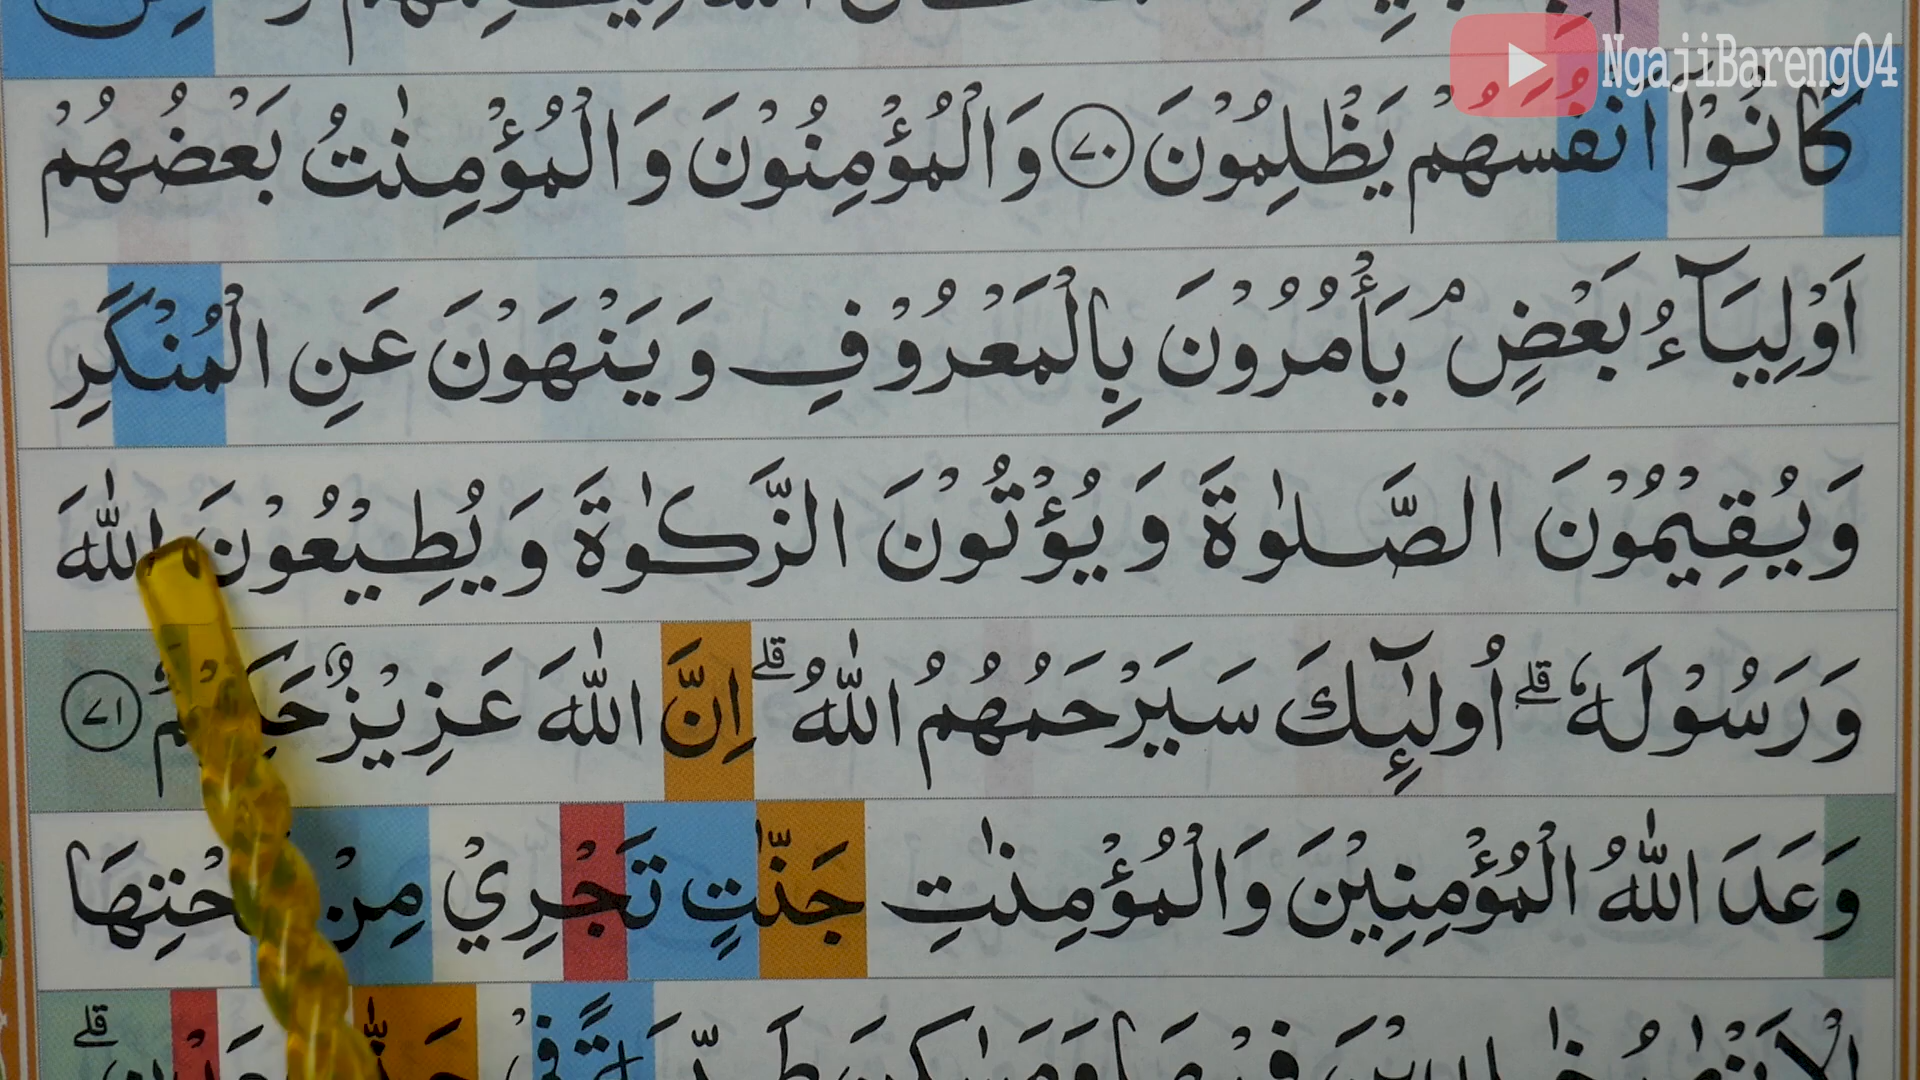 NgajiBareng04
كَانُوْٓا اَنْفُسَهُمْ يَظْلِمُوْنَ ٧٠ وَالْمُؤْمِنُوْنَ وَالْمُؤْمِنٰتُ بَعْضُهُمْ
اَوْلِيَآءُ بَعْضٍۘ يَأْمُرُوْنَ بِالْمَعْرُوْفِ وَيَنْهَوْنَ عَنِ الْمُنْكَرِ
وَيُقِيْمُوْنَ الصَّلٰوةَ وَيُؤْتُوْنَ الزَّكٰوةَ وَيُطِيْعُوْنَ اللّٰهَ
وَرَسُوْلَهٗ ۗ اُولٰۤىِٕكَ سَيَرْحَمُهُمُ اللّٰهُ ۗ اِنَّ اللّٰهَ عَزِيْزٌ حَكِيْمٌ ٧١
وَعَدَ اللّٰهُ الْمُؤْمِنِيْنَ وَالْمُؤْمِنٰتِ جَنّٰتٍ تَجْرِيْ مِنْ تَحْتِهَا